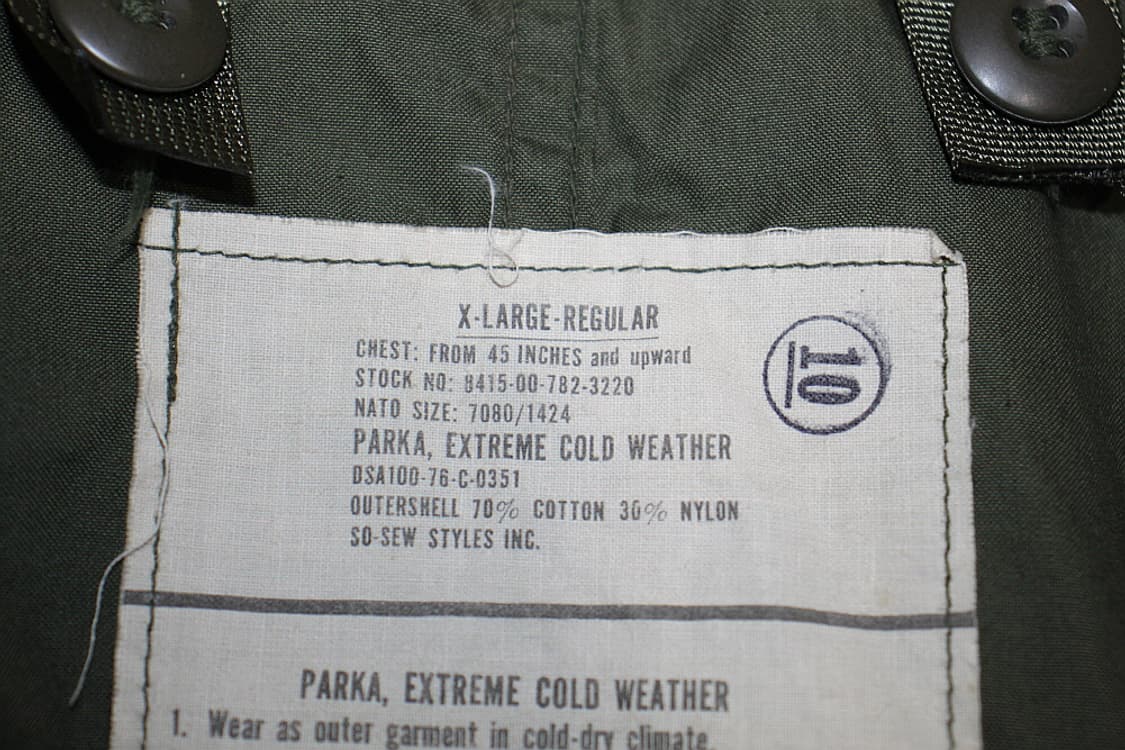 X-LARGE-REGULAR
CHEST: FROM 45 INCHES and upward
STOCK NO: 8415-00-782-3220
NATO SIZE: 7080/1424
PARKA, EXTREME COLD WEATHER
DSA100-76-C-0351
OUTERSHELL 70% COTTON 30% NYLON
SO-SEW STYLES INC.
10
PARKA, EXTREME COLD WEATHER
1. Wear as outer garment in cold-dry climate.